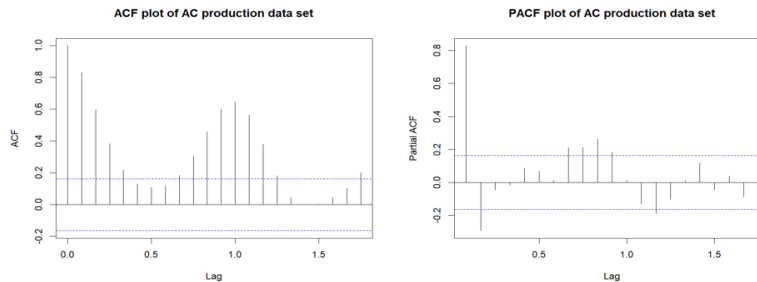 ACF plot of AC production data set
ACF
1.0
0.8
0.6
0.4
0.2
0.0
-0.2
0.0 0.5 1.0 1.5
Lag
PACF plot of AC production data set
Partial ACF
0.8
0.6
0.4
0.2
0.0
-0.2
0.5 1.0 1.5
Lag